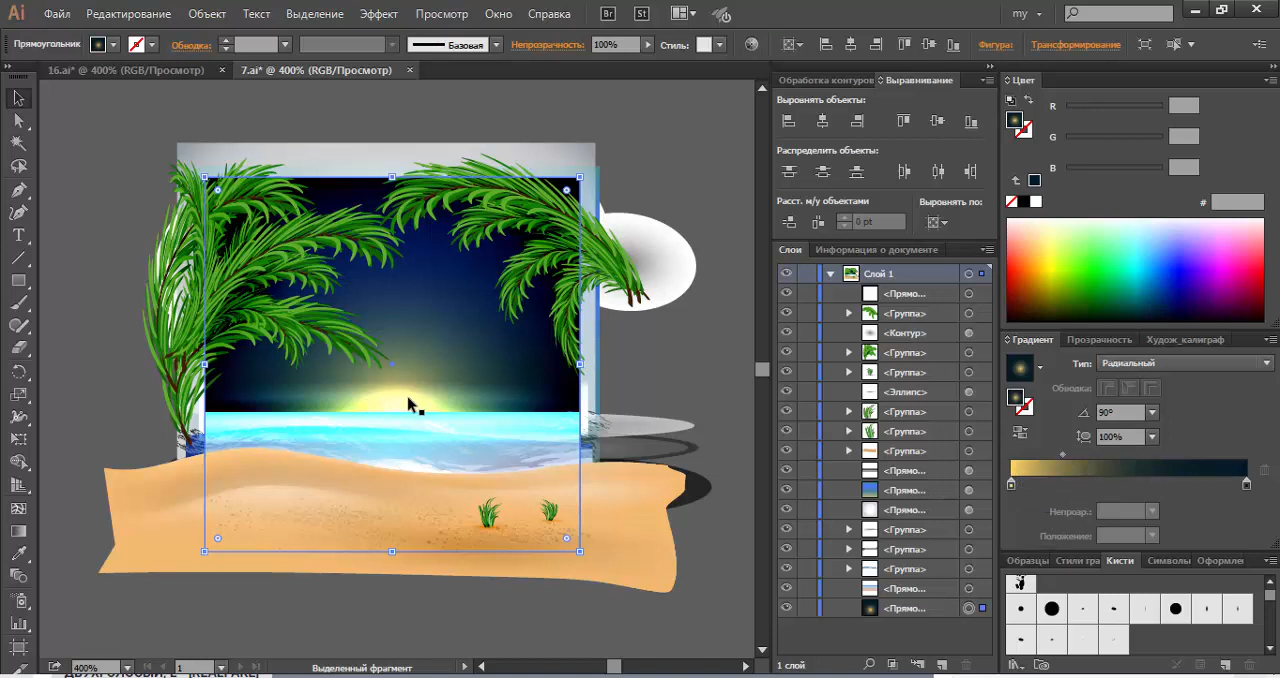 Ai Файл Редактирование Объект Текст Выделение Эффект Просмотр Окно Справка Br St my
Прямоугольник Обводка: Базовая Непрозрачность: 100% Стиль: Фигура: Трансформирование
16.ai* @ 400% (RGB/Просмотр) × 7.ai* @ 400% (RGB/Просмотр) ×
Обработка контуров Выравнивание
Выровнять объекты:
Распределить объекты:
Расст. м/у объектами Выровнять по:
0 pt
Слои Информация о документе
Слой 1
<Прямо...
<Группа>
<Контур>
<Группа>
<Группа>
<Эллипс>
<Группа>
<Группа>
<Группа>
<Прямо...
<Прямо...
<Прямо...
<Группа>
<Группа>
<Группа>
<Прямо...
<Прямо...
1 слой
Цвет
R
G
B
#
Градиент Прозрачность Худож_калиграф
Тип: Радиальный
Обводка:
90°
100%
Непрозр.:
Положение:
Образцы Стили гра Кисти Символы Оформлен
400% 1 Выделенный фрагмент